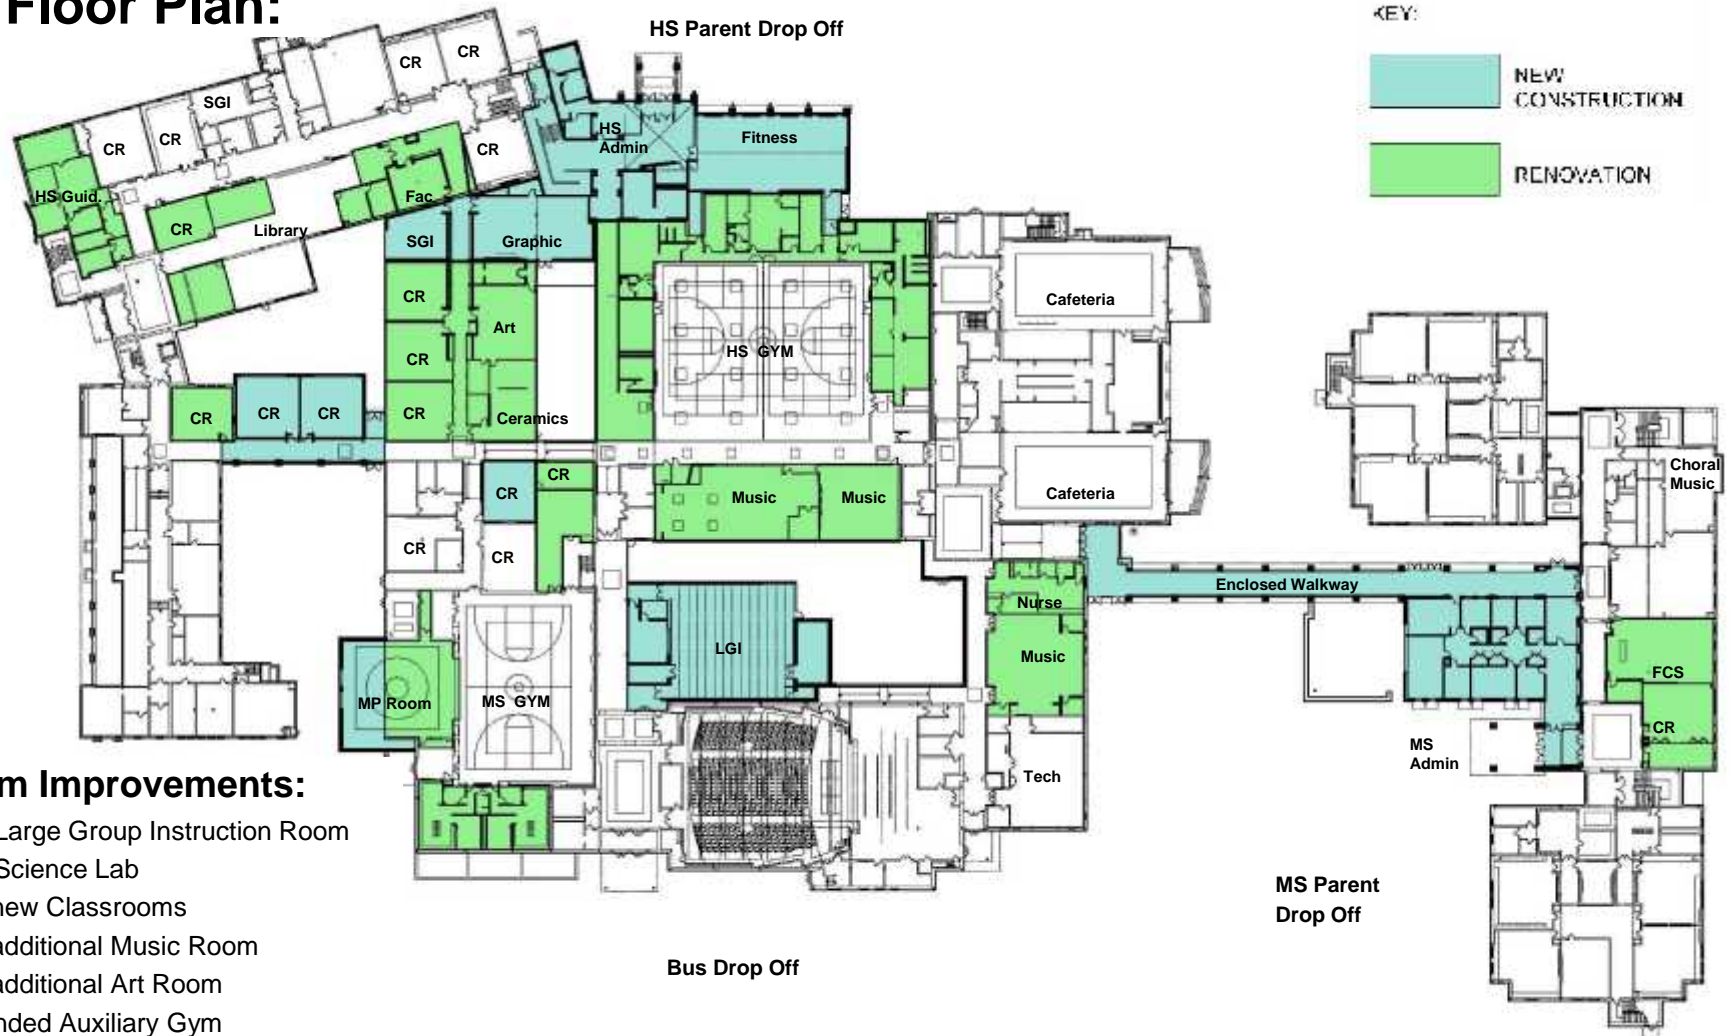 Floor Plan:
HS Parent Drop Off
KEY:
NEW
CONSTRUCTION
RENOVATION
CR
CR
SGI
CR
CR
CR
HS
Admin
Fitness
HS Guid.
Fac
CR
Library
SGI
Graphic
CR
Art
CR
HS GYM
Cafeteria
CR
CR
CR
CR
Ceramics
CR
CR
Music
Music
Cafeteria
Choral
Music
CR
CR
Enclosed Walkway
Nurse
LGI
Music
FCS
MP Room
MS GYM
CR
MS
Admin
Tech
m Improvements:
Large Group Instruction Room
Science Lab
new Classrooms
additional Music Room
additional Art Room
nded Auxiliary Gym
MS Parent
Drop Off
Bus Drop Off